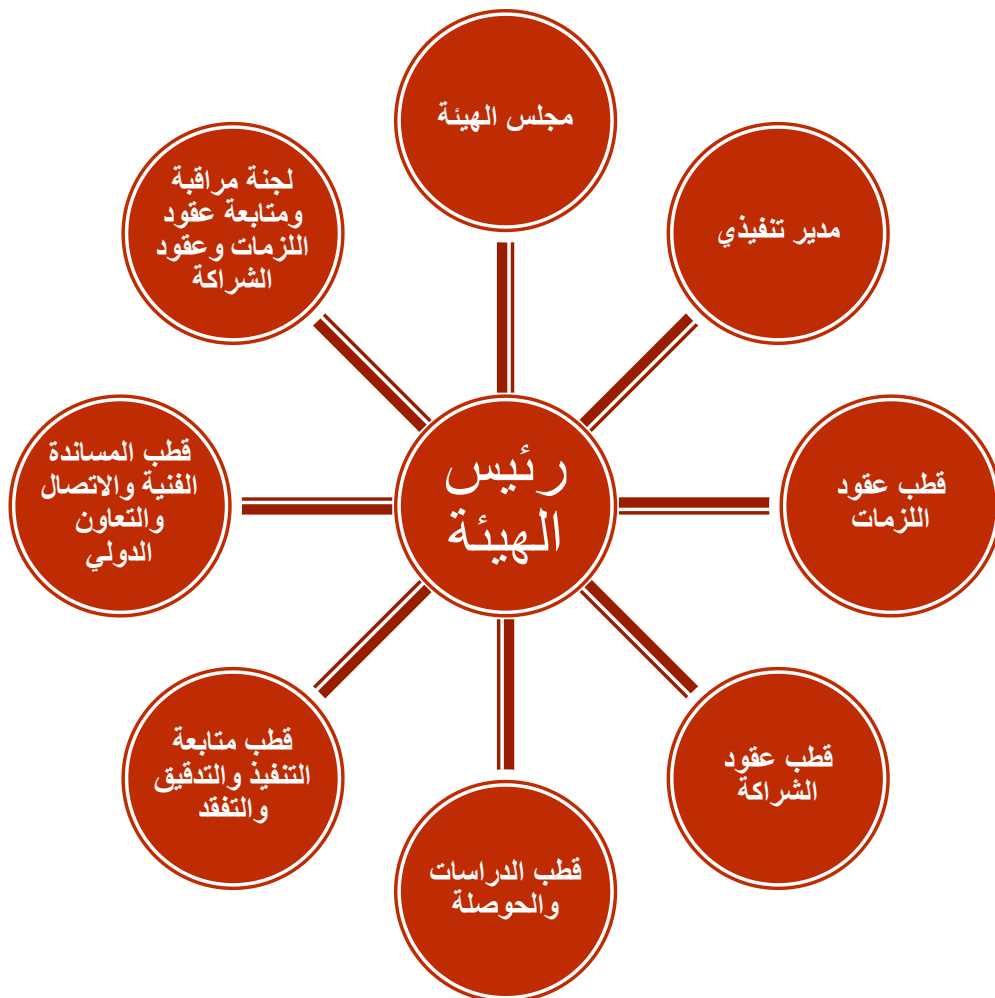 مجلس الهيئة
مدير تنفيذي
قطب عقود
اللزمات
قطب عقود
الشراكة
قطب الدراسات
والحوصلة
قطب متابعة
التنفيذ والتدقيق
والتفقد
قطب المساندة
الفنية والاتصال
والتعاون
الدولي
لجنة مراقبة
ومتابعة عقود
اللزمات وعقود
الشراكة
رئيس
الهيئة